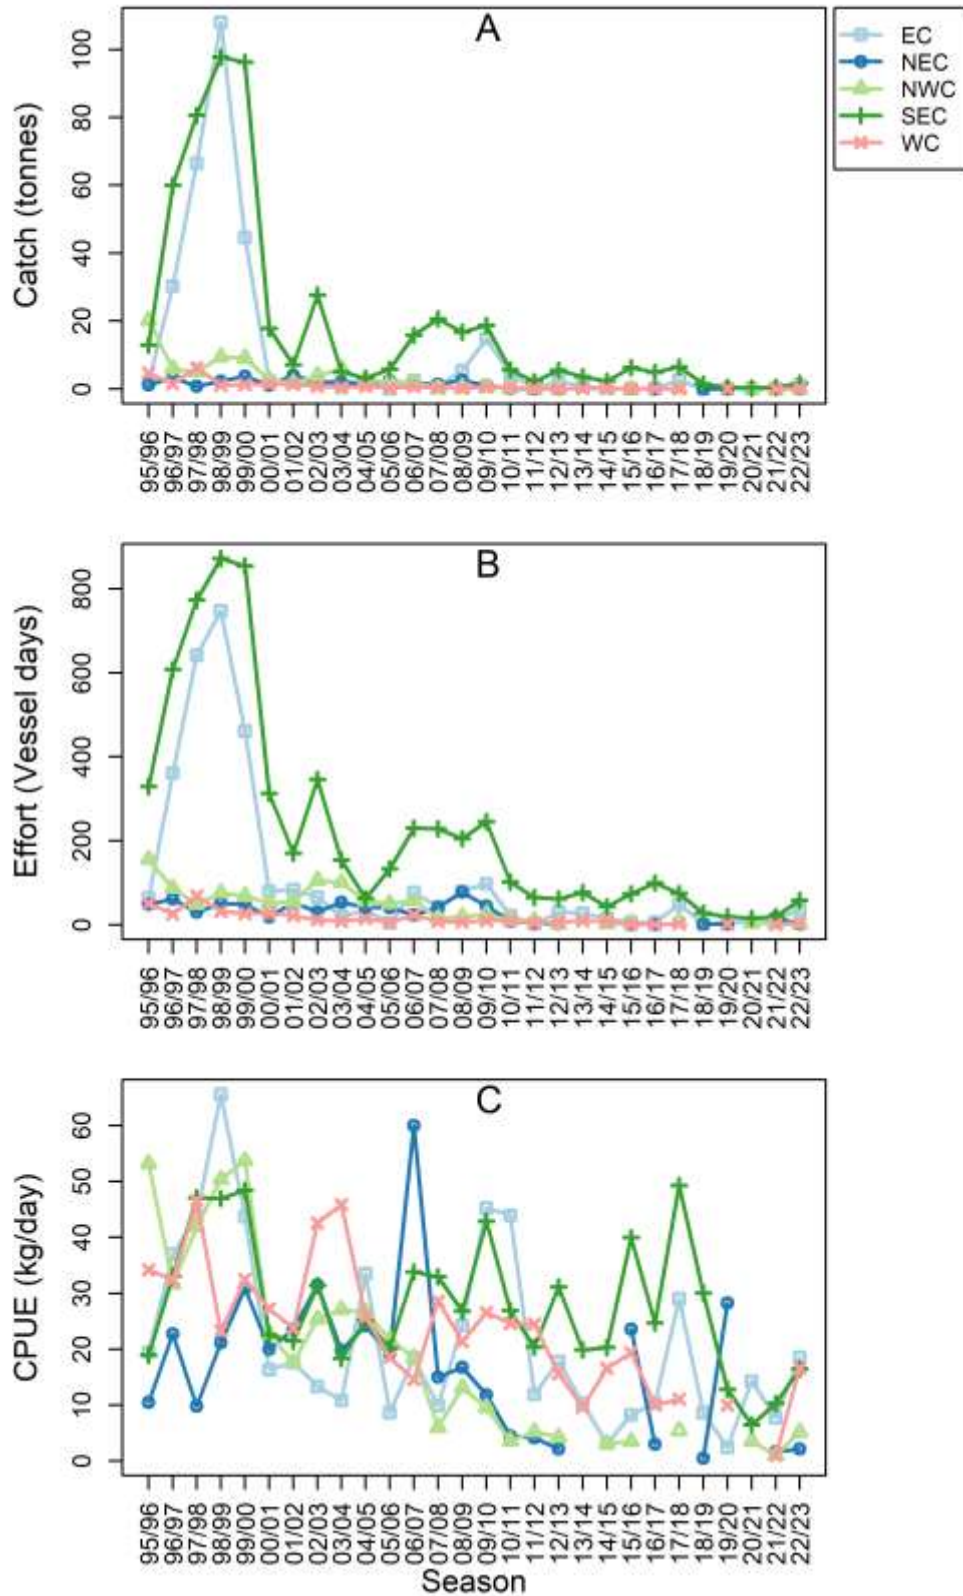 A
EC
NEC
NWC
SEC
WC
Catch (tonnes)
100
80
60
40
20
0
95/96 96/97 97/98 98/99 99/00 00/01 01/02 02/03 03/04 04/05 05/06 06/07 07/08 08/09 09/10 10/11 11/12 12/13 13/14 14/15 15/16 16/17 17/18 18/19 19/20 20/21 21/22 22/23
B
Effort (Vessel days)
800
600
400
200
0
95/96 96/97 97/98 98/99 99/00 00/01 01/02 02/03 03/04 04/05 05/06 06/07 07/08 08/09 09/10 10/11 11/12 12/13 13/14 14/15 15/16 16/17 17/18 18/19 19/20 20/21 21/22 22/23
C
CPUE (kg/day)
60
50
40
30
20
10
0
95/96 96/97 97/98 98/99 99/00 00/01 01/02 02/03 03/04 04/05 05/06 06/07 07/08 08/09 09/10 10/11 11/12 12/13 13/14 14/15 15/16 16/17 17/18 18/19 19/20 20/21 21/22 22/23
Season